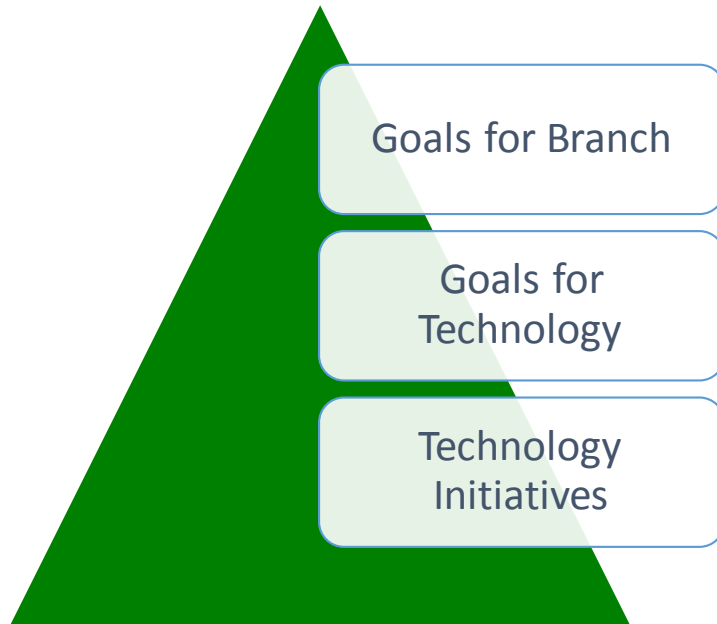 Goals for Branch
Goals for
Technology
Technology
Initiatives